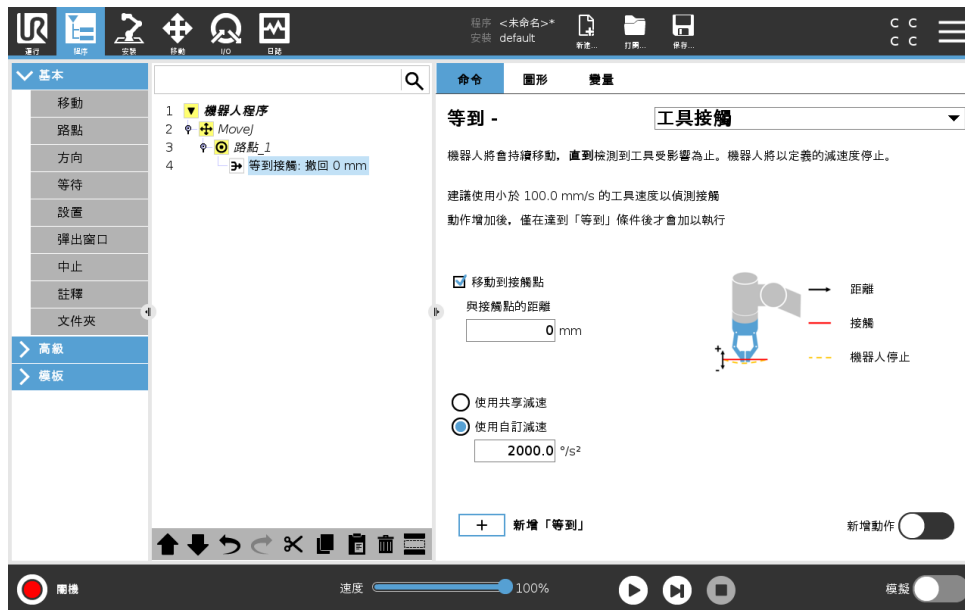 UR
運行
程序
安裝
移動
I/O
日誌
程序 <未命名>*
安裝 default
新建...
打開...
保存...
C C
C C
基本
移動
路點
方向
等待
設置
彈出窗口
中止
註釋
文件夾
高級
模板
1 機器人程序
2 MoveJ
3 路點_1
4 等到接觸: 撤回 0 mm
命令
圖形
變量
等到 -
工具接觸
機器人將會持續移動，直到檢測到工具受影響為止。機器人將以定義的減速度停止。
建議使用小於 100.0 mm/s 的工具速度以偵測接觸
動作增加後，僅在達到「等到」條件後才會加以執行
移動到接觸點
與接觸點的距離
0 mm
距離
接觸
機器人停止
+
-
使用共享減速
使用自訂減速
2000.0 °/s²
+ 新增「等到」
新增動作
關機
速度
100%
模擬